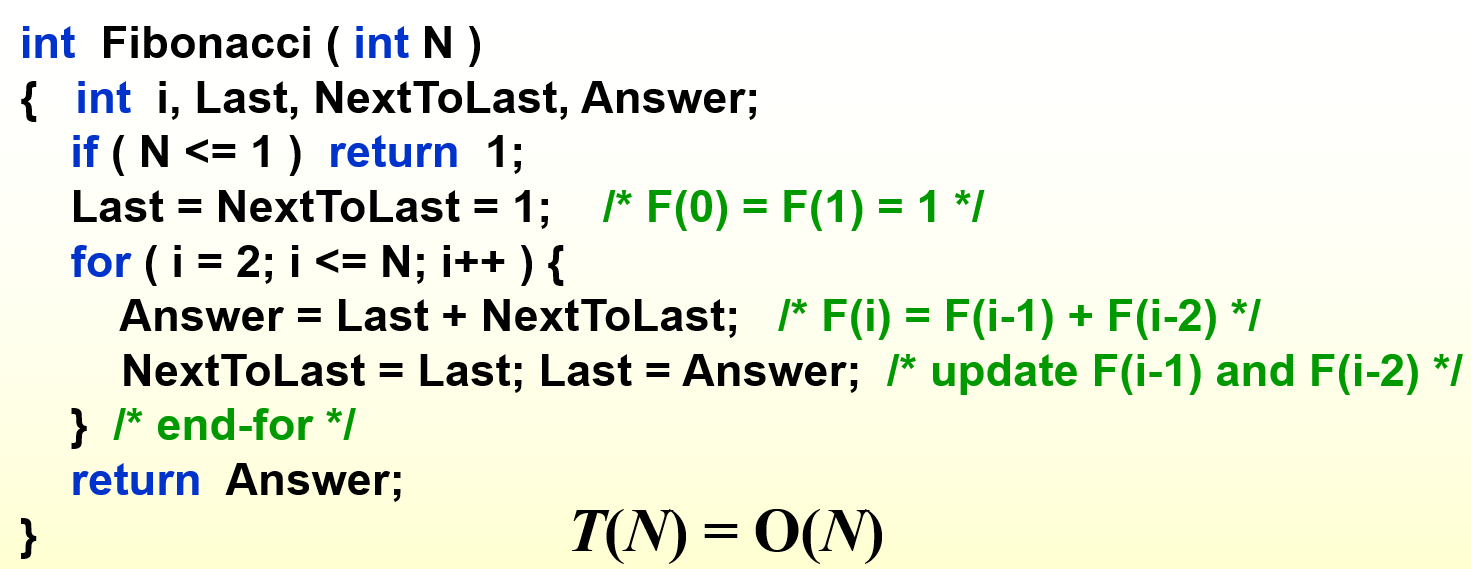 int Fibonacci ( int N )
{ int i, Last, NextToLast, Answer;
if ( N <= 1 ) return 1;
Last = NextToLast = 1; /* F(0) = F(1) = 1 */
for ( i = 2; i <= N; i++ ) {
Answer = Last + NextToLast; /* F(i) = F(i-1) + F(i-2) */
NextToLast = Last; Last = Answer; /* update F(i-1) and F(i-2) */
} /* end-for */
return Answer;
}
T(N) = O(N)